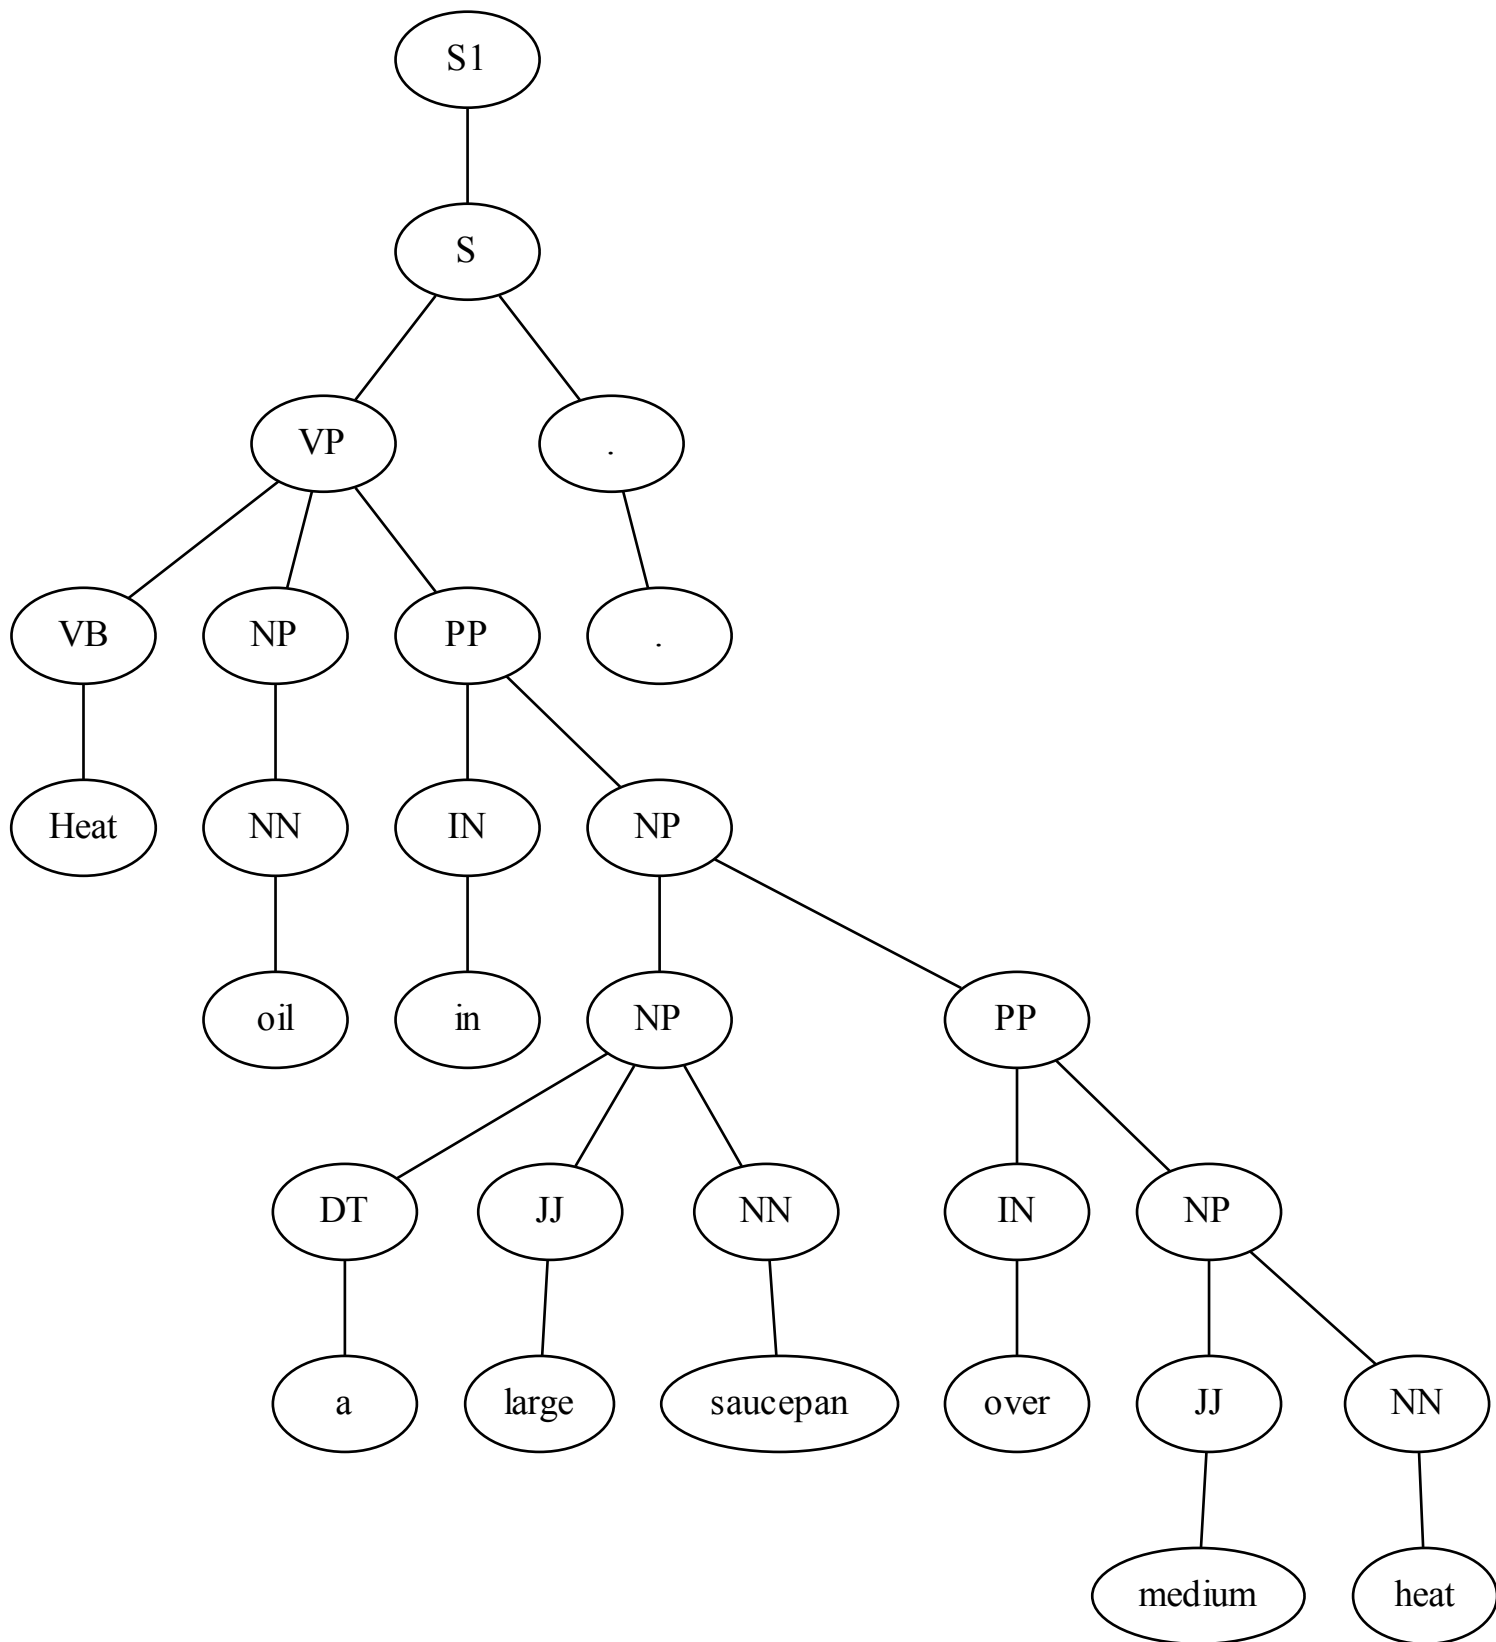 S1
S
VP .
VB NP PP .
Heat NN IN NP
oil in NP PP
DT JJ NN IN NP
a large saucepan over JJ NN
medium heat